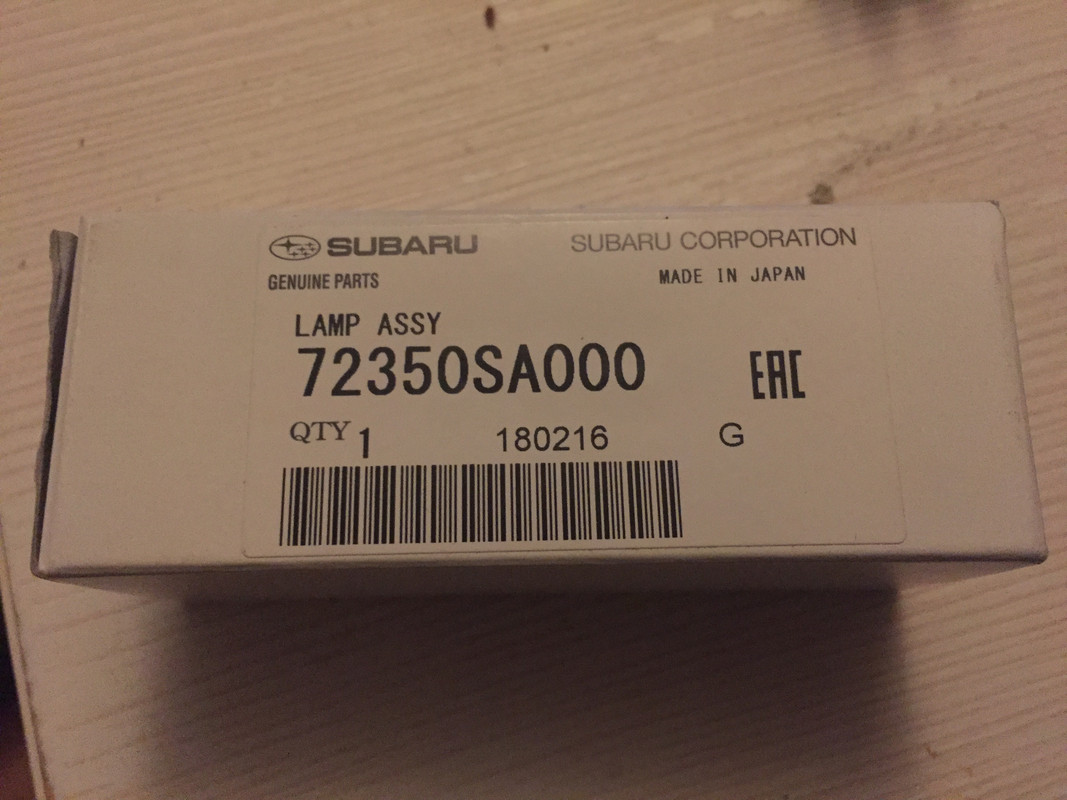 SUBARU SUBARU CORPORATION
GENUINE PARTS MADE IN JAPAN
LAMP ASSY
72350SA000 EAC
QTY 1 180216 G